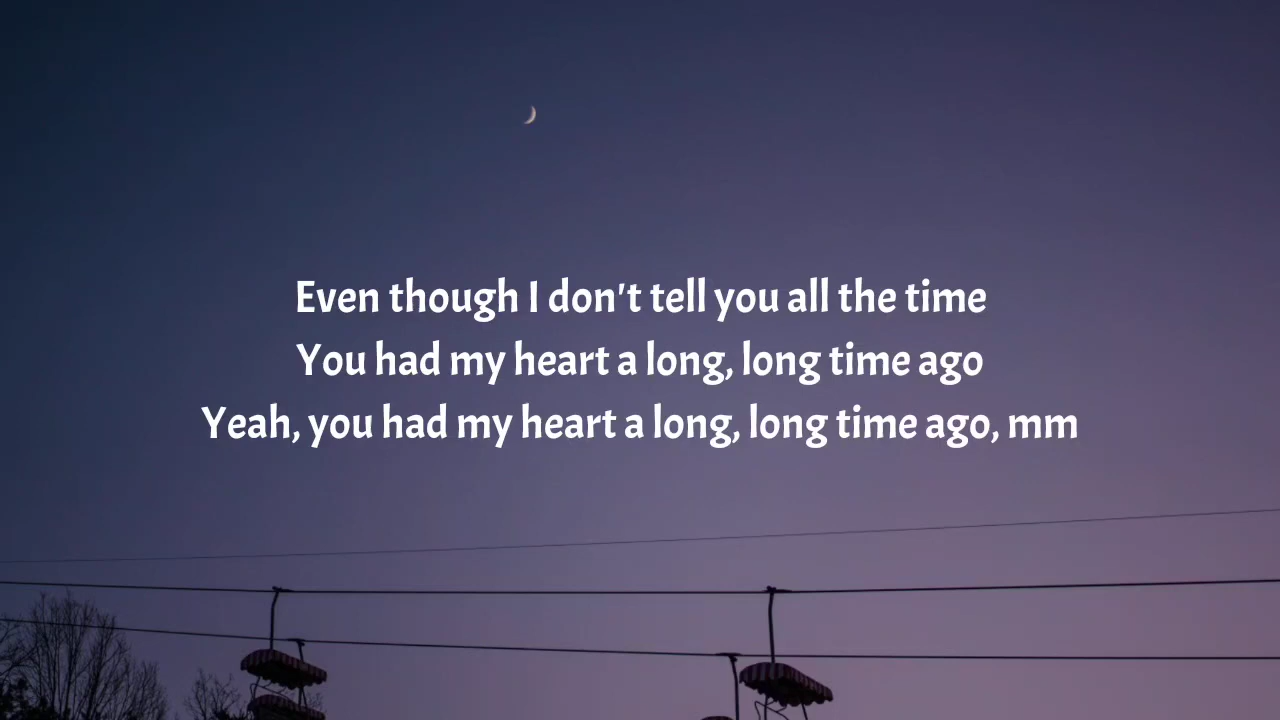 Even though I don't tell you all the time
You had my heart a long, long time ago
Yeah, you had my heart a long, long time ago, mm